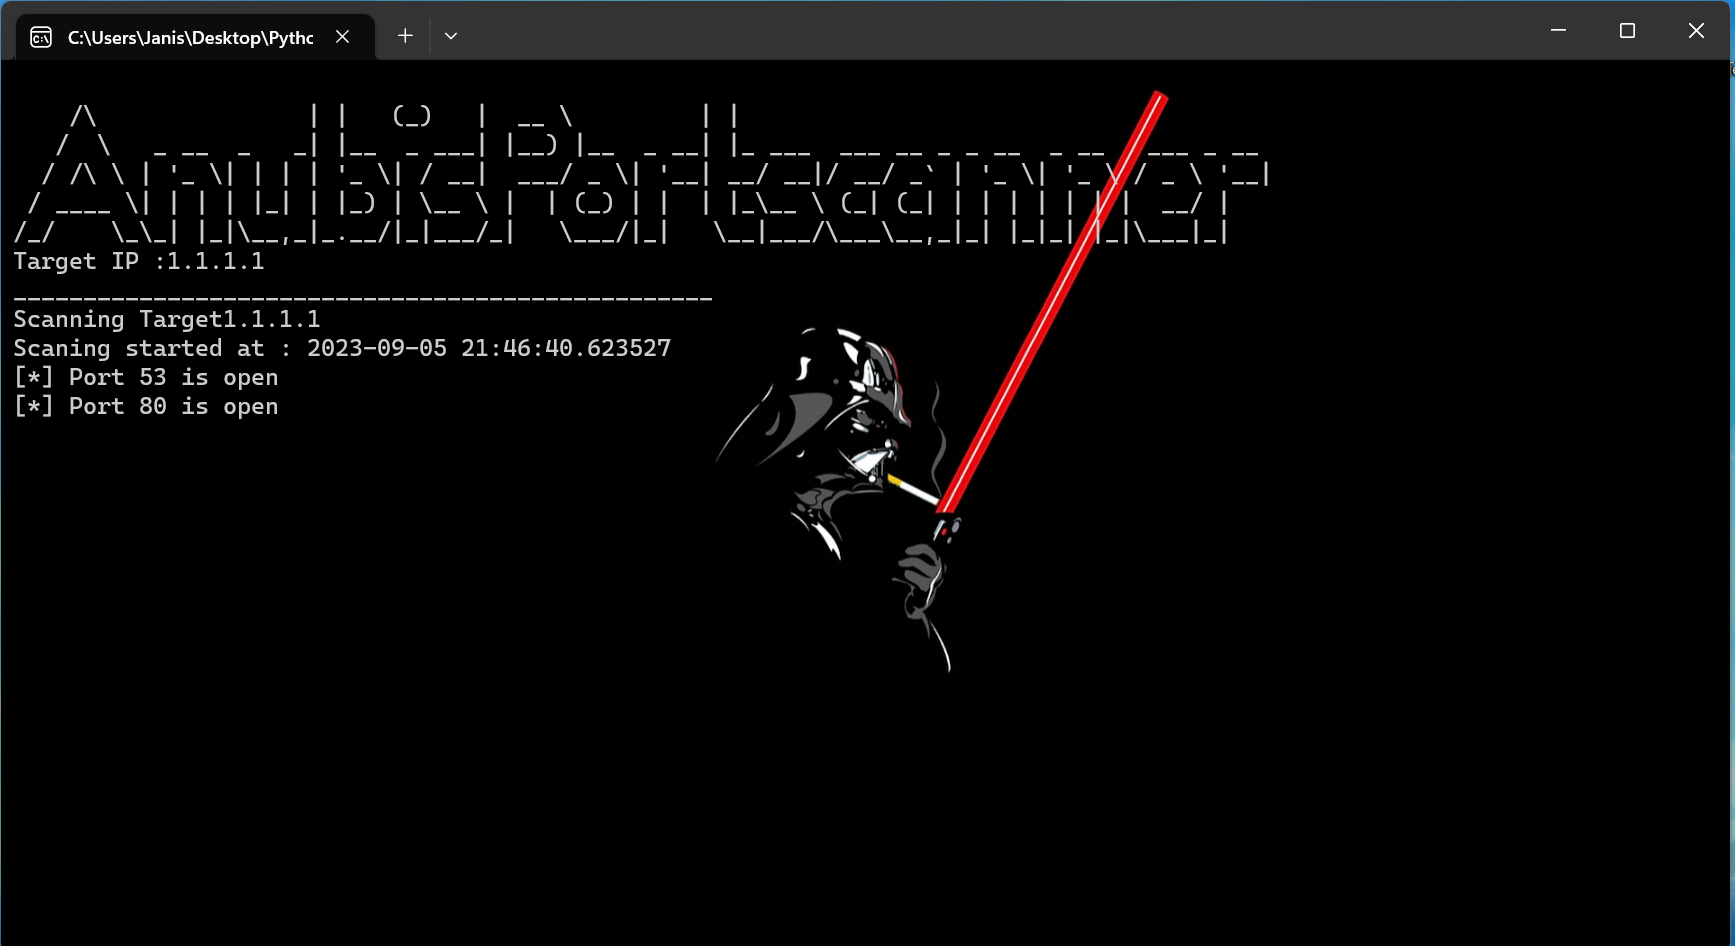 C:\Users\Janis\Desktop\Pythc
AnubisPortscanner
Target IP :1.1.1.1
--------------------------------------------------
Scanning Target1.1.1.1
Scaning started at : 2023-09-05 21:46:40.623527
[*] Port 53 is open
[*] Port 80 is open